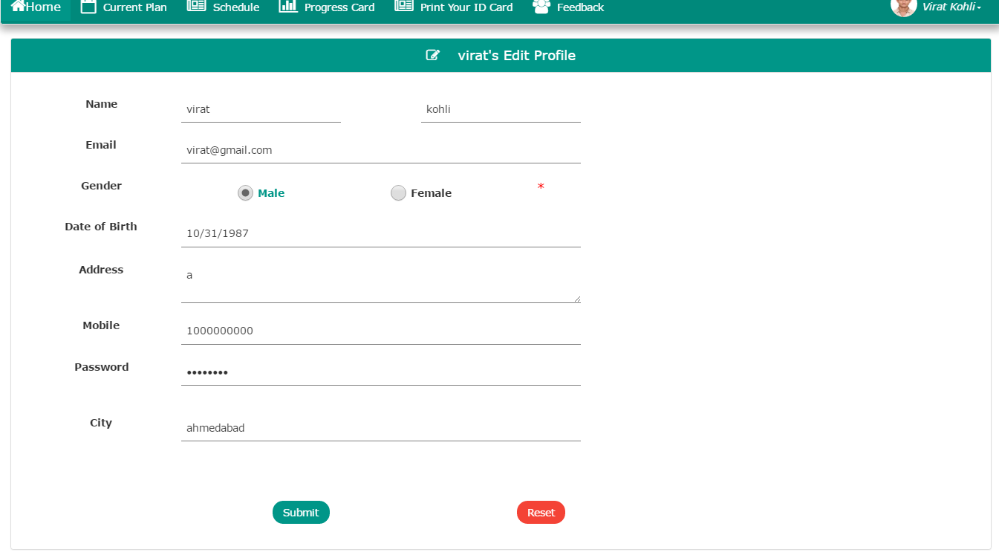 Home Current Plan Schedule Progress Card Print Your ID Card Feedback Virat Kohli
virat's Edit Profile
Name virat kohli
Email virat@gmail.com
Gender Male Female *
Date of Birth 10/31/1987
Address a
Mobile 1000000000
Password ••••••••
City ahmedabad
Submit Reset